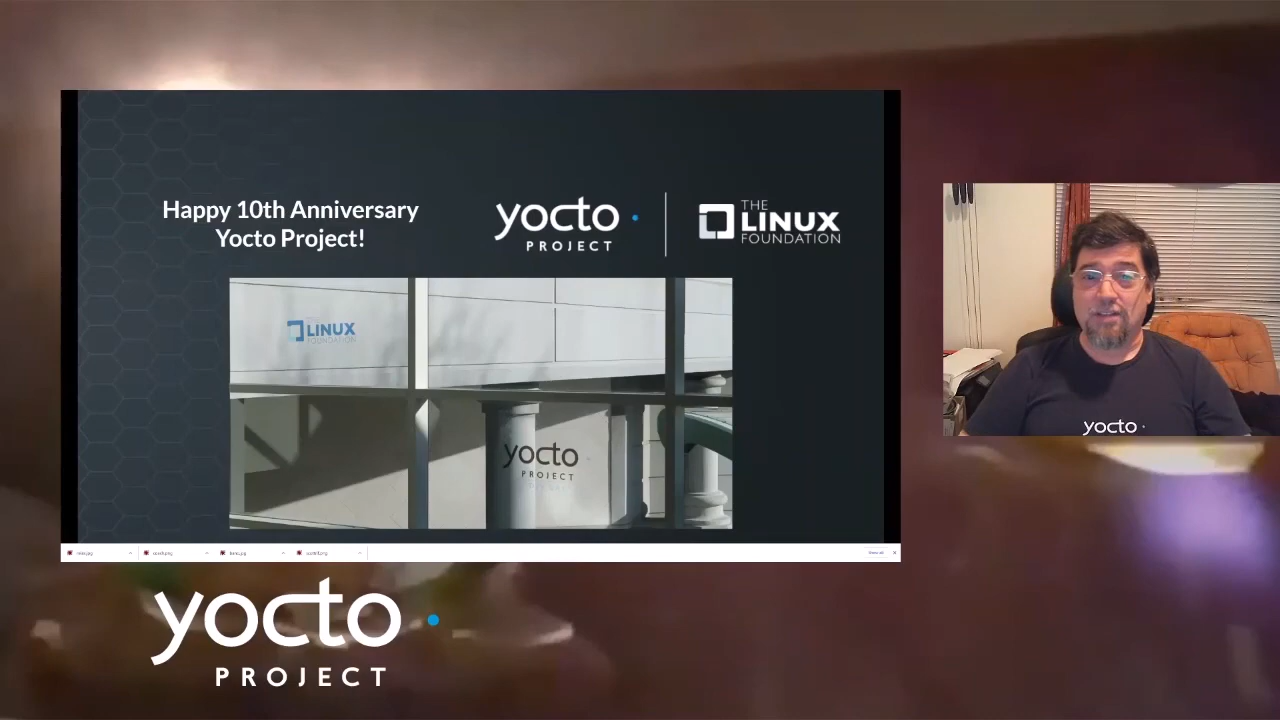 Happy 10th Anniversary
Yocto Project!
yocto
PROJECT
THE
LINUX
FOUNDATION
LINUX
FOUNDATION
yocto
PROJECT
yocto
yocto
PROJECT